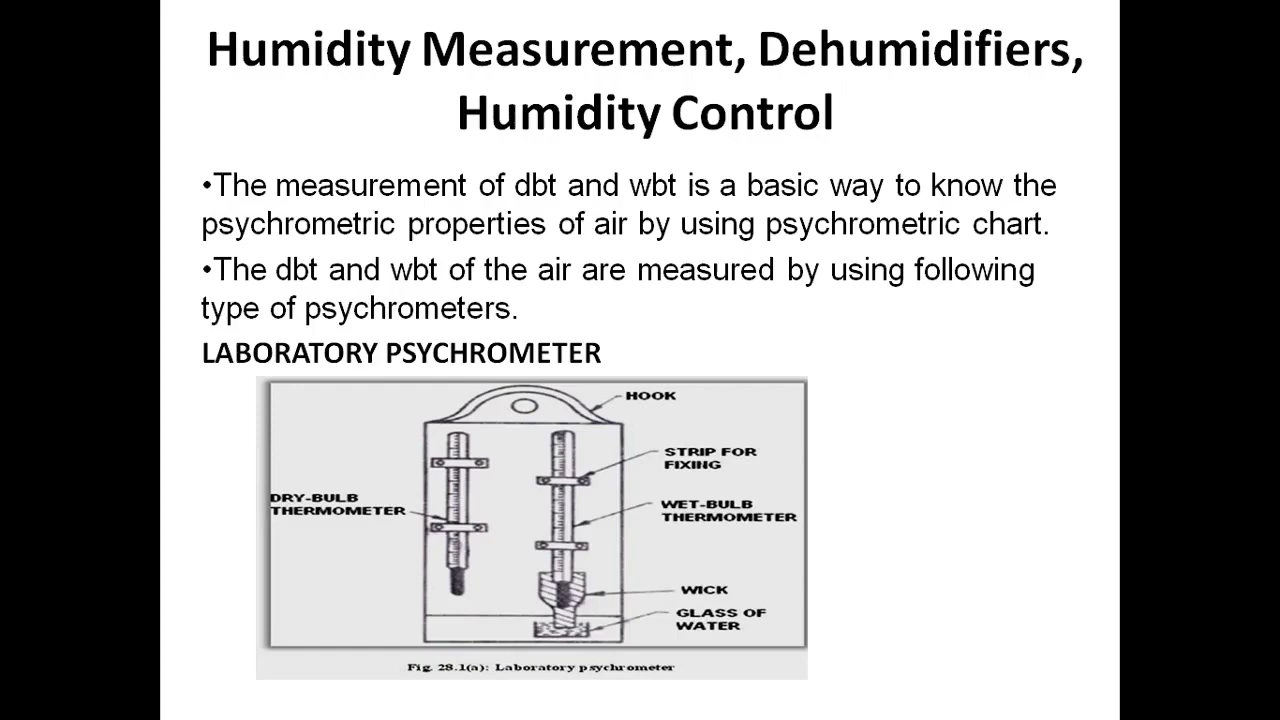 Humidity Measurement, Dehumidifiers,
Humidity Control
•The measurement of dbt and wbt is a basic way to know the
psychrometric properties of air by using psychrometric chart.
•The dbt and wbt of the air are measured by using following
type of psychrometers.
LABORATORY PSYCHROMETER
HOOK
STRIP FOR
FIXING
DRY-BULB
THERMOMETER
WET-BULB
THERMOMETER
WICK
GLASS OF
WATER
Fig. 28.1(a): Laboratory psychrometer